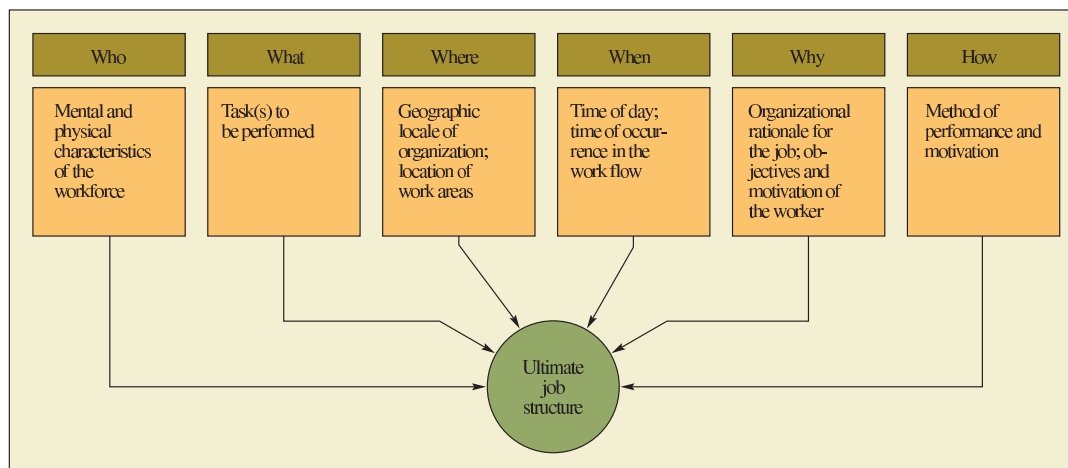 Who
What
Where
When
Why
How
Mental and
physical
characteristics
of the
workforce
Task(s) to
be performed
Geographic
locale of
organization;
location of
work areas
Time of day;
time of occur-
rence in the
work flow
Organizational
rationale for
the job; ob-
jectives and
motivation of
the worker
Method of
performance and
motivation
Ultimate
job
structure